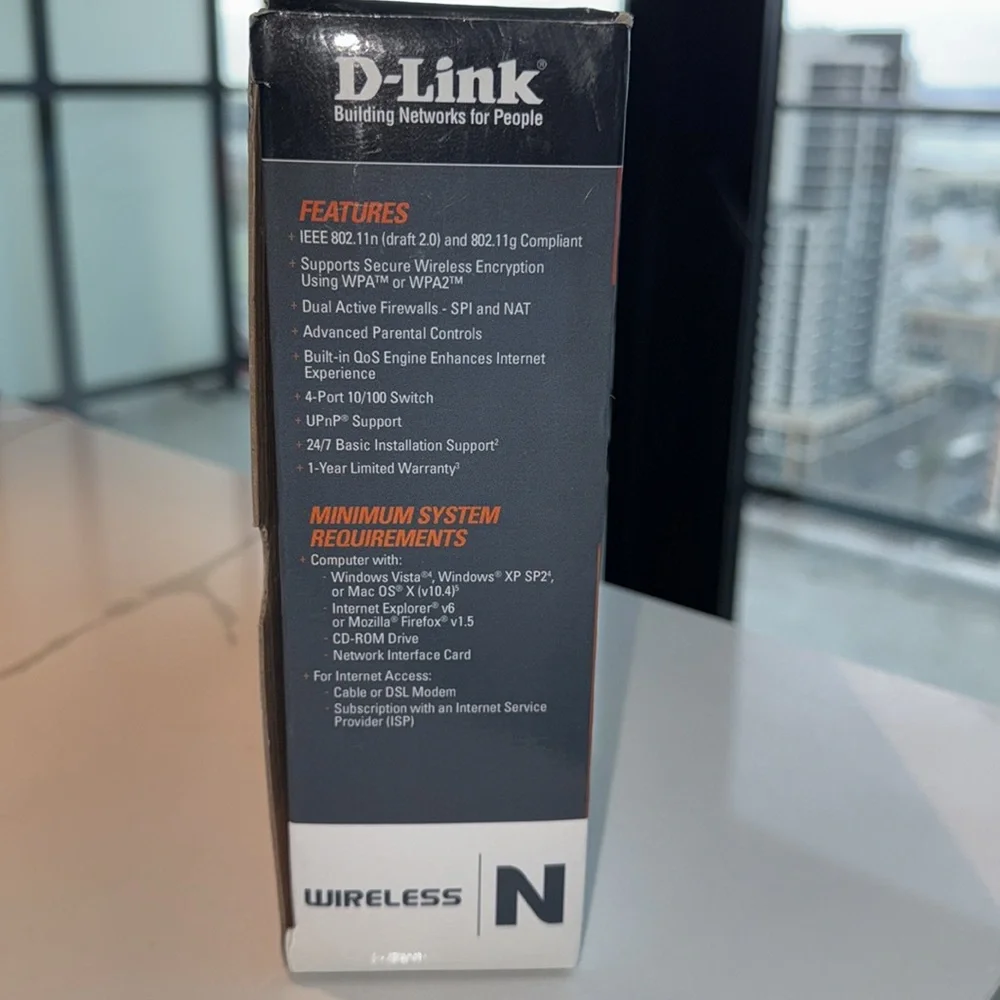 D-Link®
Building Networks for People
FEATURES
+ IEEE 802.11n (draft 2.0) and 802.11g Compliant
+ Supports Secure Wireless Encryption
Using WPA™ or WPA2™
+ Dual Active Firewalls - SPI and NAT
+ Advanced Parental Controls
+ Built-in QoS Engine Enhances Internet
Experience
+ 4-Port 10/100 Switch
+ UPnP® Support
+ 24/7 Basic Installation Support²
+ 1-Year Limited Warranty³
MINIMUM SYSTEM
REQUIREMENTS
+ Computer with:
- Windows Vista®⁴, Windows® XP SP2⁴,
or Mac OS® X (v10.4)⁵
- Internet Explorer® v6
or Mozilla® Firefox® v1.5
- CD-ROM Drive
- Network Interface Card
+ For Internet Access:
- Cable or DSL Modem
- Subscription with an Internet Service
Provider (ISP)
WIRELESS N